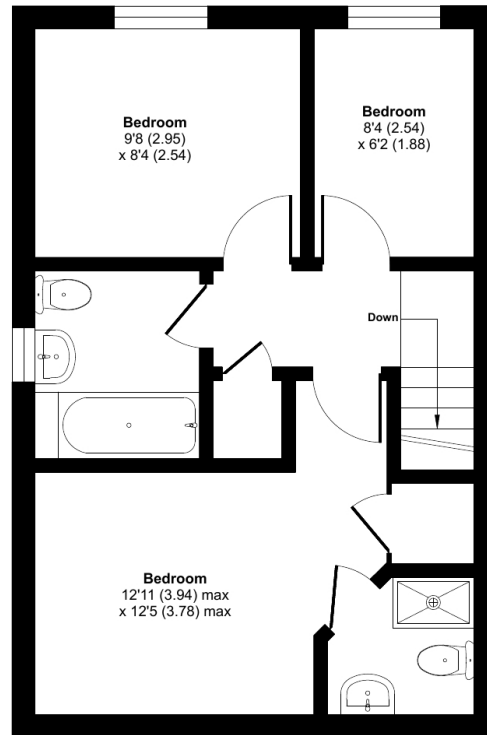 Bedroom
9'8 (2.95)
x 8'4 (2.54)
Bedroom
8'4 (2.54)
x 6'2 (1.88)
Down
Bedroom
12'11 (3.94) max
x 12'5 (3.78) max